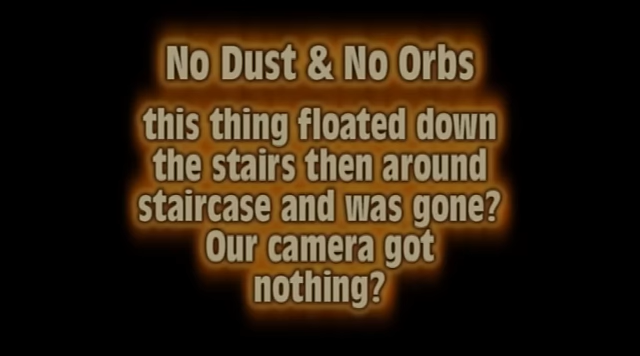 No Dust & No Orbs
this thing floated down
the stairs then around
staircase and was gone?
Our camera got
nothing?